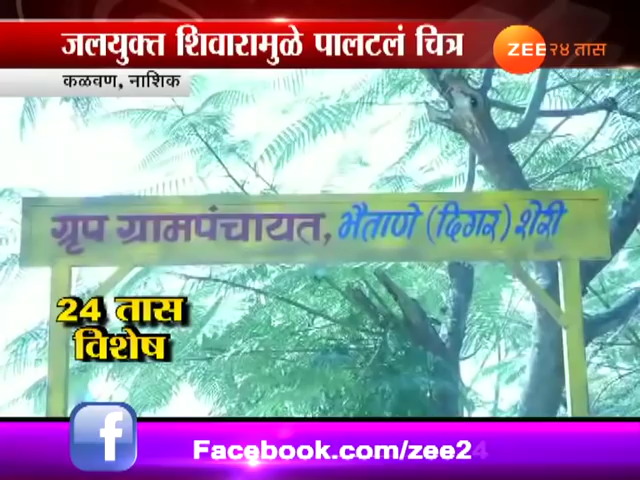 जलयुक्त शिवारामुळे पालटलं चित्र
ZEE २४ तास
कळवण, नाशिक
ग्रृप ग्रामपंचायत, भैताणे (दिगर) शेरी
24 तास
विशेष
f
Facebook.com/zee24